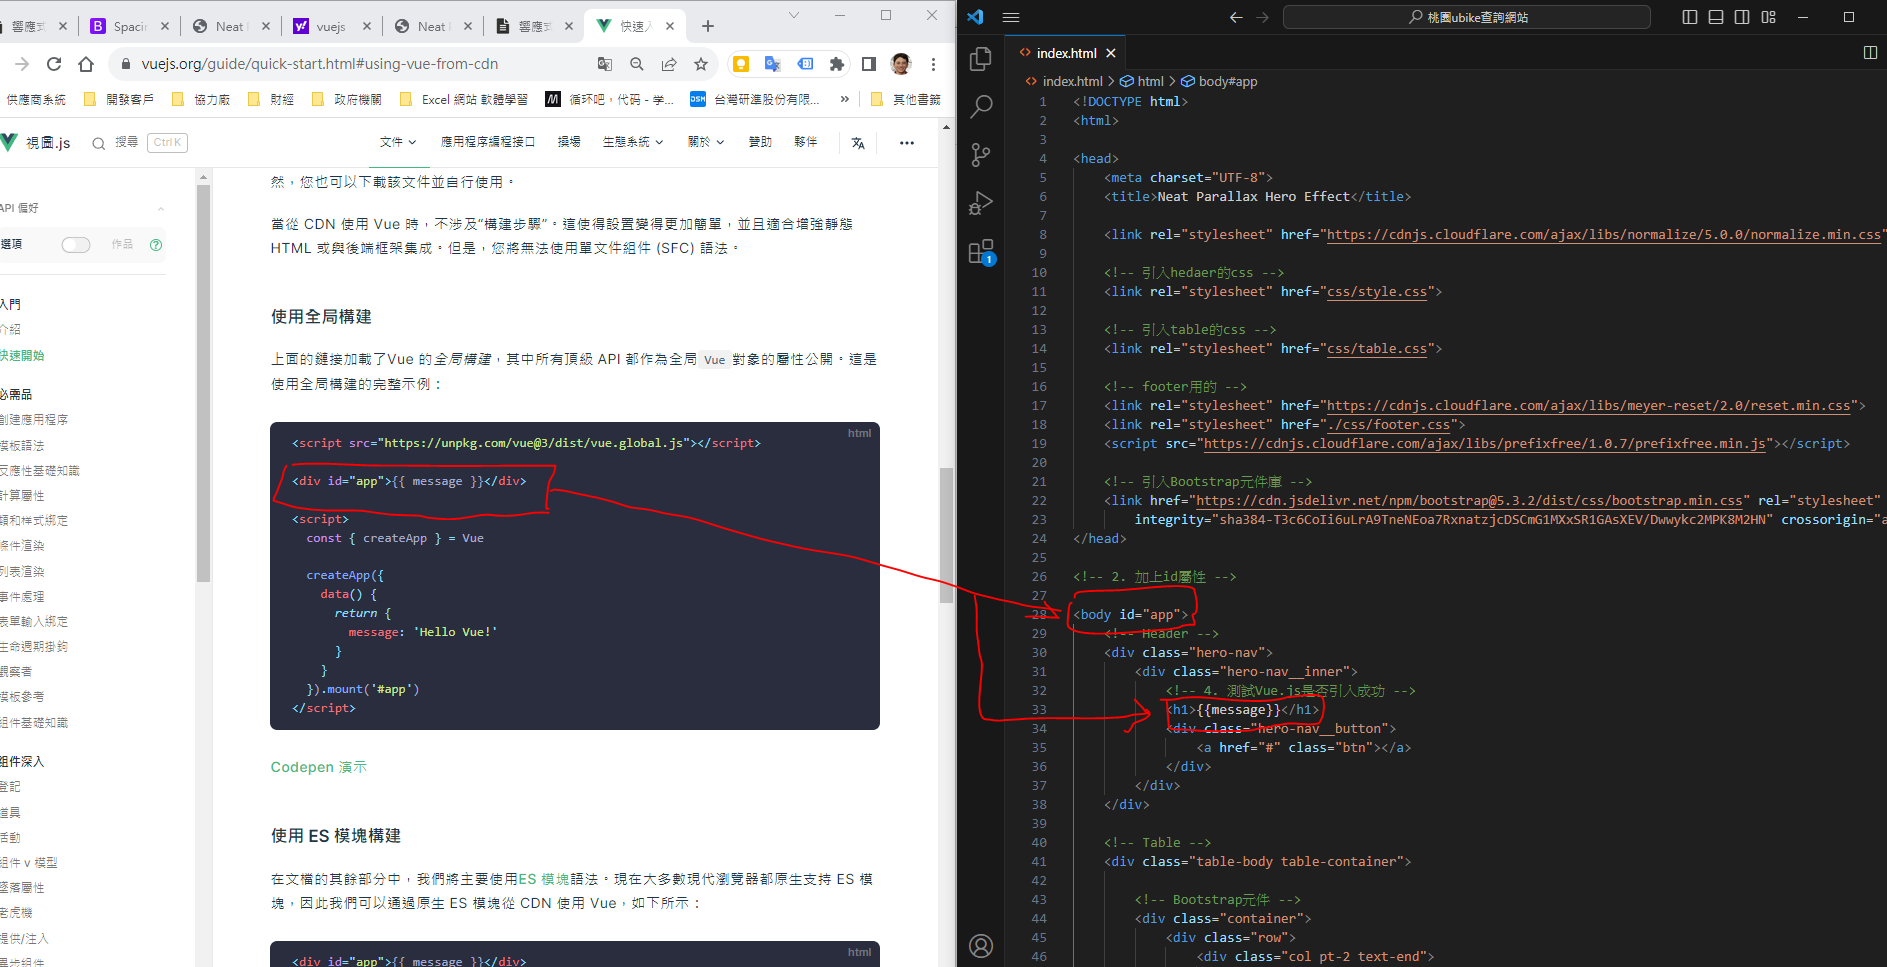 響應式
Spacin
Neat
vuejs
Neat
響應式
快速入
vuejs.org/guide/quick-start.html#using-vue-from-cdn
供應商系統
開發客戶
協力廠
財經
政府機關
Excel 網站 軟體學習
循环吧，代码 - 学...
台灣研準股份有限...
»
其他書籤
視圖.js
搜尋
Ctrl K
文件
應用程序編程接口
操場
生態系統
關於
贊助
夥伴
API 偏好
選項
作品
入門
介紹
快速開始
必需品
創建應用程序
模板語法
反應性基礎知識
計算屬性
類和样式綁定
條件渲染
列表渲染
事件處理
表單輸入綁定
生命週期掛鉤
觀察者
模板參考
組件基礎知識
組件深入
登記
道具
活動
組件 v 模型
墜落屬性
老虎機
提供/注入
異步組件
然，您也可以下載該文件並自行使用。
當從 CDN 使用 Vue 時，不涉及“構建步驟”。這使得設置變得更加簡單，並且適合增強靜態
HTML 或與後端框架集成。但是，您將無法使用單文件組件 (SFC) 語法。
使用全局構建
上面的鏈接加載了Vue 的全局構建，其中所有頂級 API 都作為全局 Vue 對象的屬性公開。這是
使用全局構建的完整示例：
html
<script src="https://unpkg.com/vue@3/dist/vue.global.js"></script>
<div id="app">{{ message }}</div>
<script>
const { createApp } = Vue
createApp({
data() {
return {
message: 'Hello Vue!'
}
}
}).mount('#app')
</script>
Codepen 演示
使用 ES 模塊構建
在文檔的其餘部分中，我們將主要使用ES 模塊語法。現在大多數現代瀏覽器都原生支持 ES 模
塊，因此我們可以通過原生 ES 模塊從 CDN 使用 Vue，如下所示：
html
<div id="app">{{ message }}</div>
桃園ubike查詢網站
index.html
index.html > html > body#app
1 <!DOCTYPE html>
2 <html>
3
4 <head>
5 <meta charset="UTF-8">
6 <title>Neat Parallax Hero Effect</title>
7
8 <link rel="stylesheet" href="https://cdnjs.cloudflare.com/ajax/libs/normalize/5.0.0/normalize.min.css"
9
10 <!-- 引入hedaer的css -->
11 <link rel="stylesheet" href="css/style.css">
12
13 <!-- 引入table的css -->
14 <link rel="stylesheet" href="css/table.css">
15
16 <!-- footer用的 -->
17 <link rel="stylesheet" href="https://cdnjs.cloudflare.com/ajax/libs/meyer-reset/2.0/reset.min.css">
18 <link rel="stylesheet" href="./css/footer.css">
19 <script src="https://cdnjs.cloudflare.com/ajax/libs/prefixfree/1.0.7/prefixfree.min.js"></script>
20
21 <!-- 引入Bootstrap元件庫 -->
22 <link href="https://cdn.jsdelivr.net/npm/bootstrap@5.3.2/dist/css/bootstrap.min.css" rel="stylesheet"
23 integrity="sha384-T3c6CoIi6uLrA9TneNEoa7RxnatzjcDSCmG1MXxSR1GAsXEV/Dwwykc2MPK8M2HN" crossorigin="a
24 </head>
25
26 <!-- 2. 加上id屬性 -->
27
28 <body id="app">
29 <!-- Header -->
30 <div class="hero-nav">
31 <div class="hero-nav__inner">
32 <!-- 4. 測試Vue.js是否引入成功 -->
33 <h1>{{message}}</h1>
34 <div class="hero-nav__button">
35 <a href="#" class="btn"></a>
36 </div>
37 </div>
38 </div>
39
40 <!-- Table -->
41 <div class="table-body table-container">
42
43 <!-- Bootstrap元件 -->
44 <div class="container">
45 <div class="row">
46 <div class="col pt-2 text-end">
1